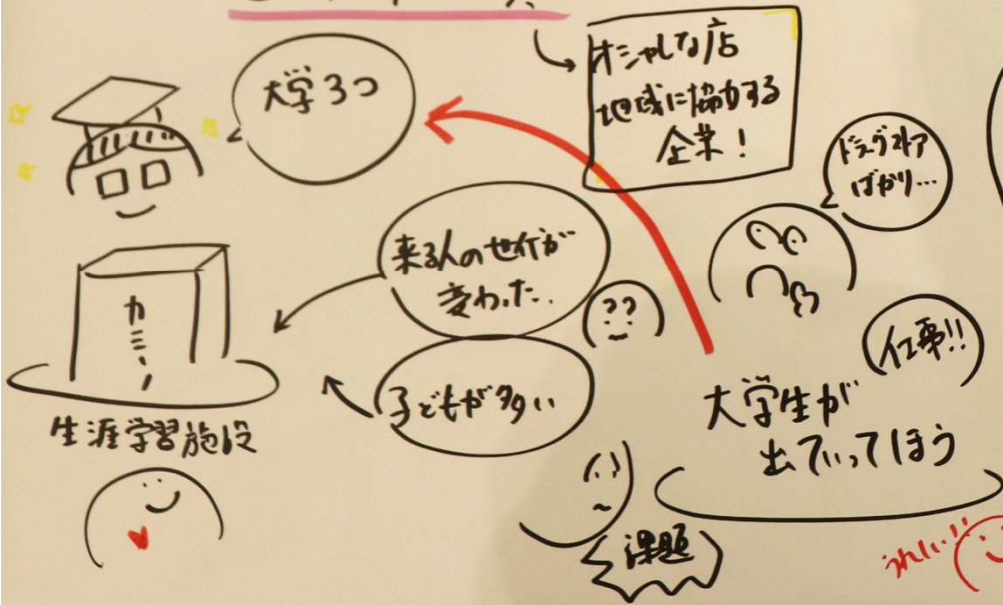 大学3つ
オシャレな店
地域に協力する
企業！
ドラッグストア
ばかり…
来る人の世代が
変わった..
??
カミーノ
子どもが多い
生涯学習施設
仕事!!
大学生が
出ていってしまう
課題
うれしい!!